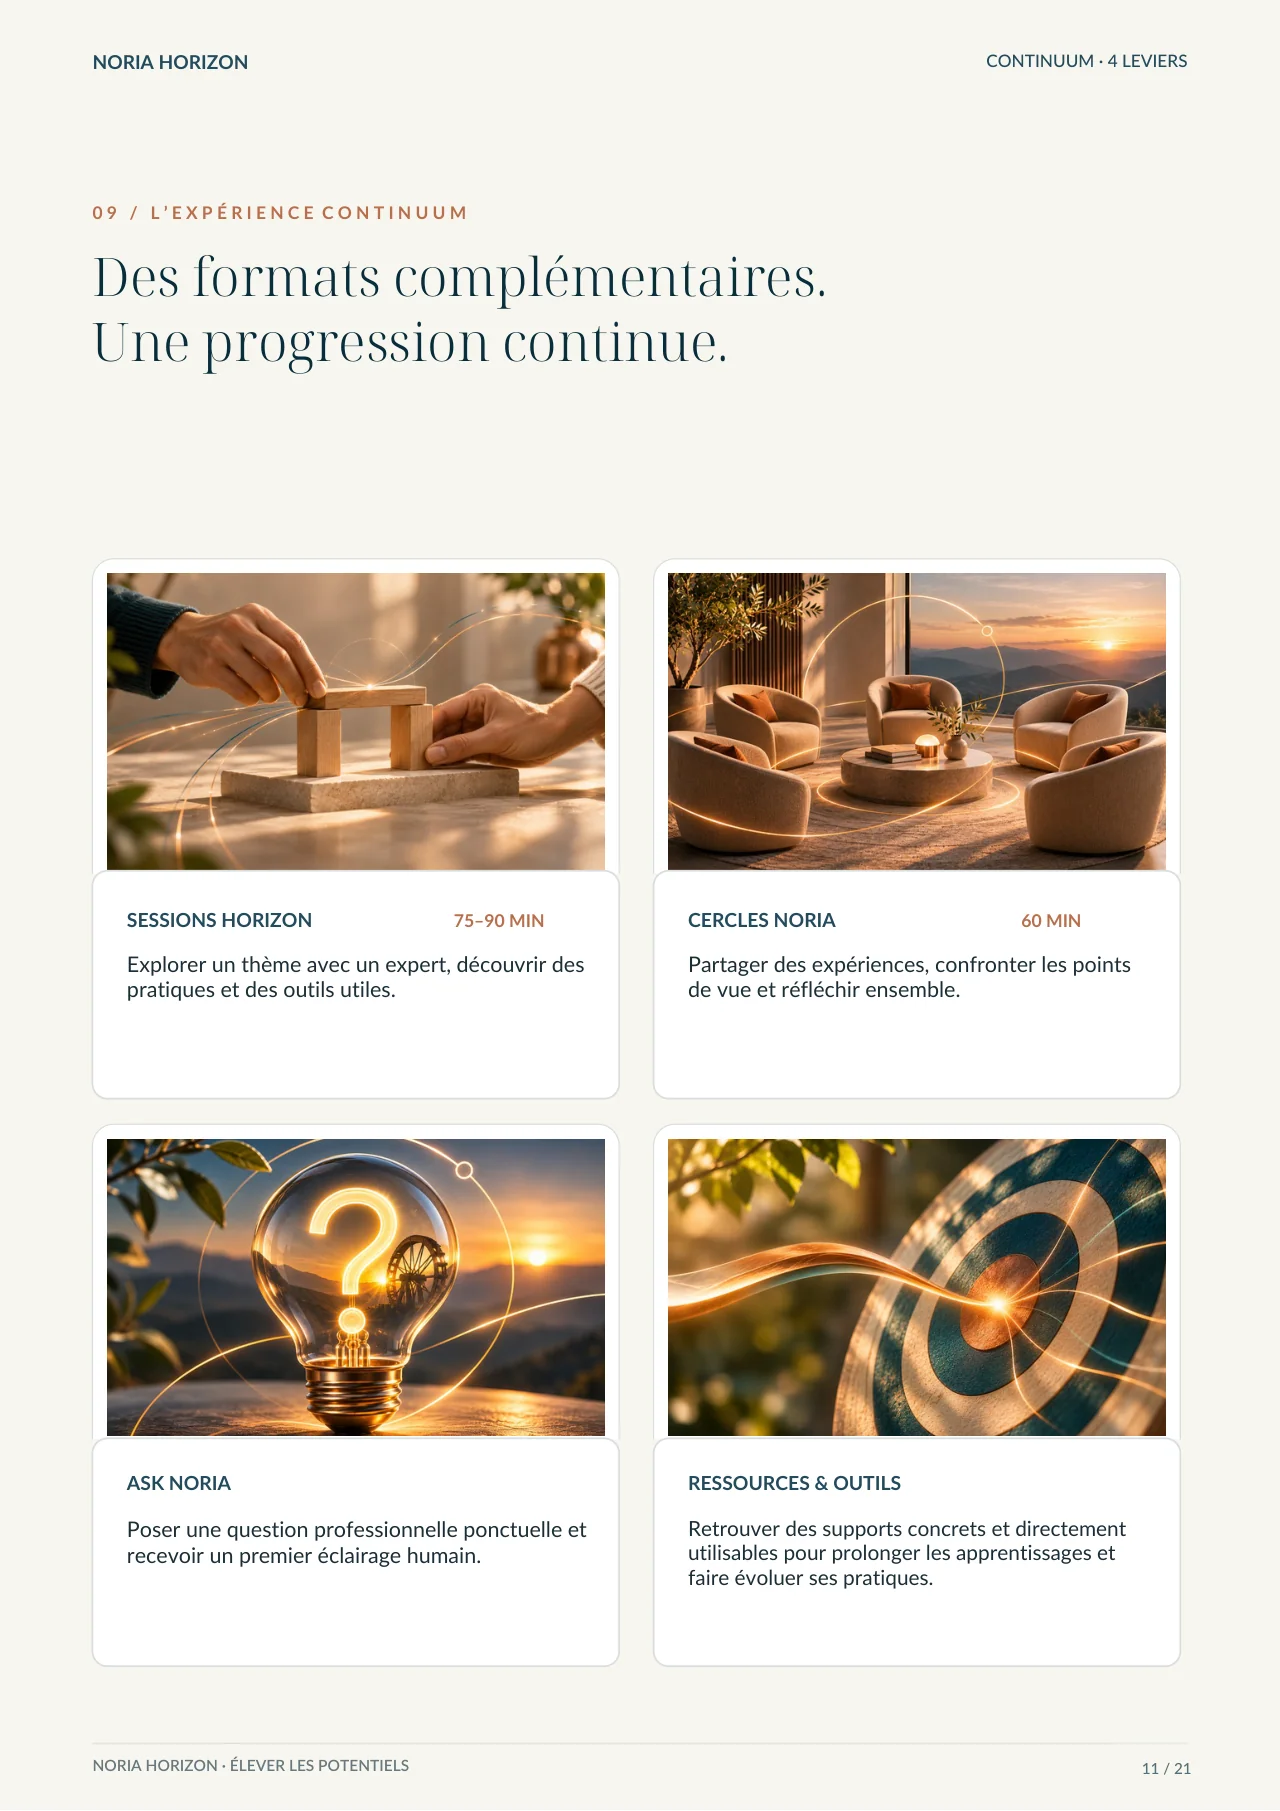 NORIA HORIZON
CONTINUUM · 4 LEVIERS
09 / L’EXPÉRIENCE CONTINUUM
Des formats complémentaires.
Une progression continue.
SESSIONS HORIZON
75–90 MIN
Explorer un thème avec un expert, découvrir des
pratiques et des outils utiles.
CERCLES NORIA
60 MIN
Partager des expériences, confronter les points
de vue et réfléchir ensemble.
ASK NORIA
Poser une question professionnelle ponctuelle et
recevoir un premier éclairage humain.
RESSOURCES & OUTILS
Retrouver des supports concrets et directement
utilisables pour prolonger les apprentissages et
faire évoluer ses pratiques.
NORIA HORIZON · ÉLEVER LES POTENTIELS
11 / 21